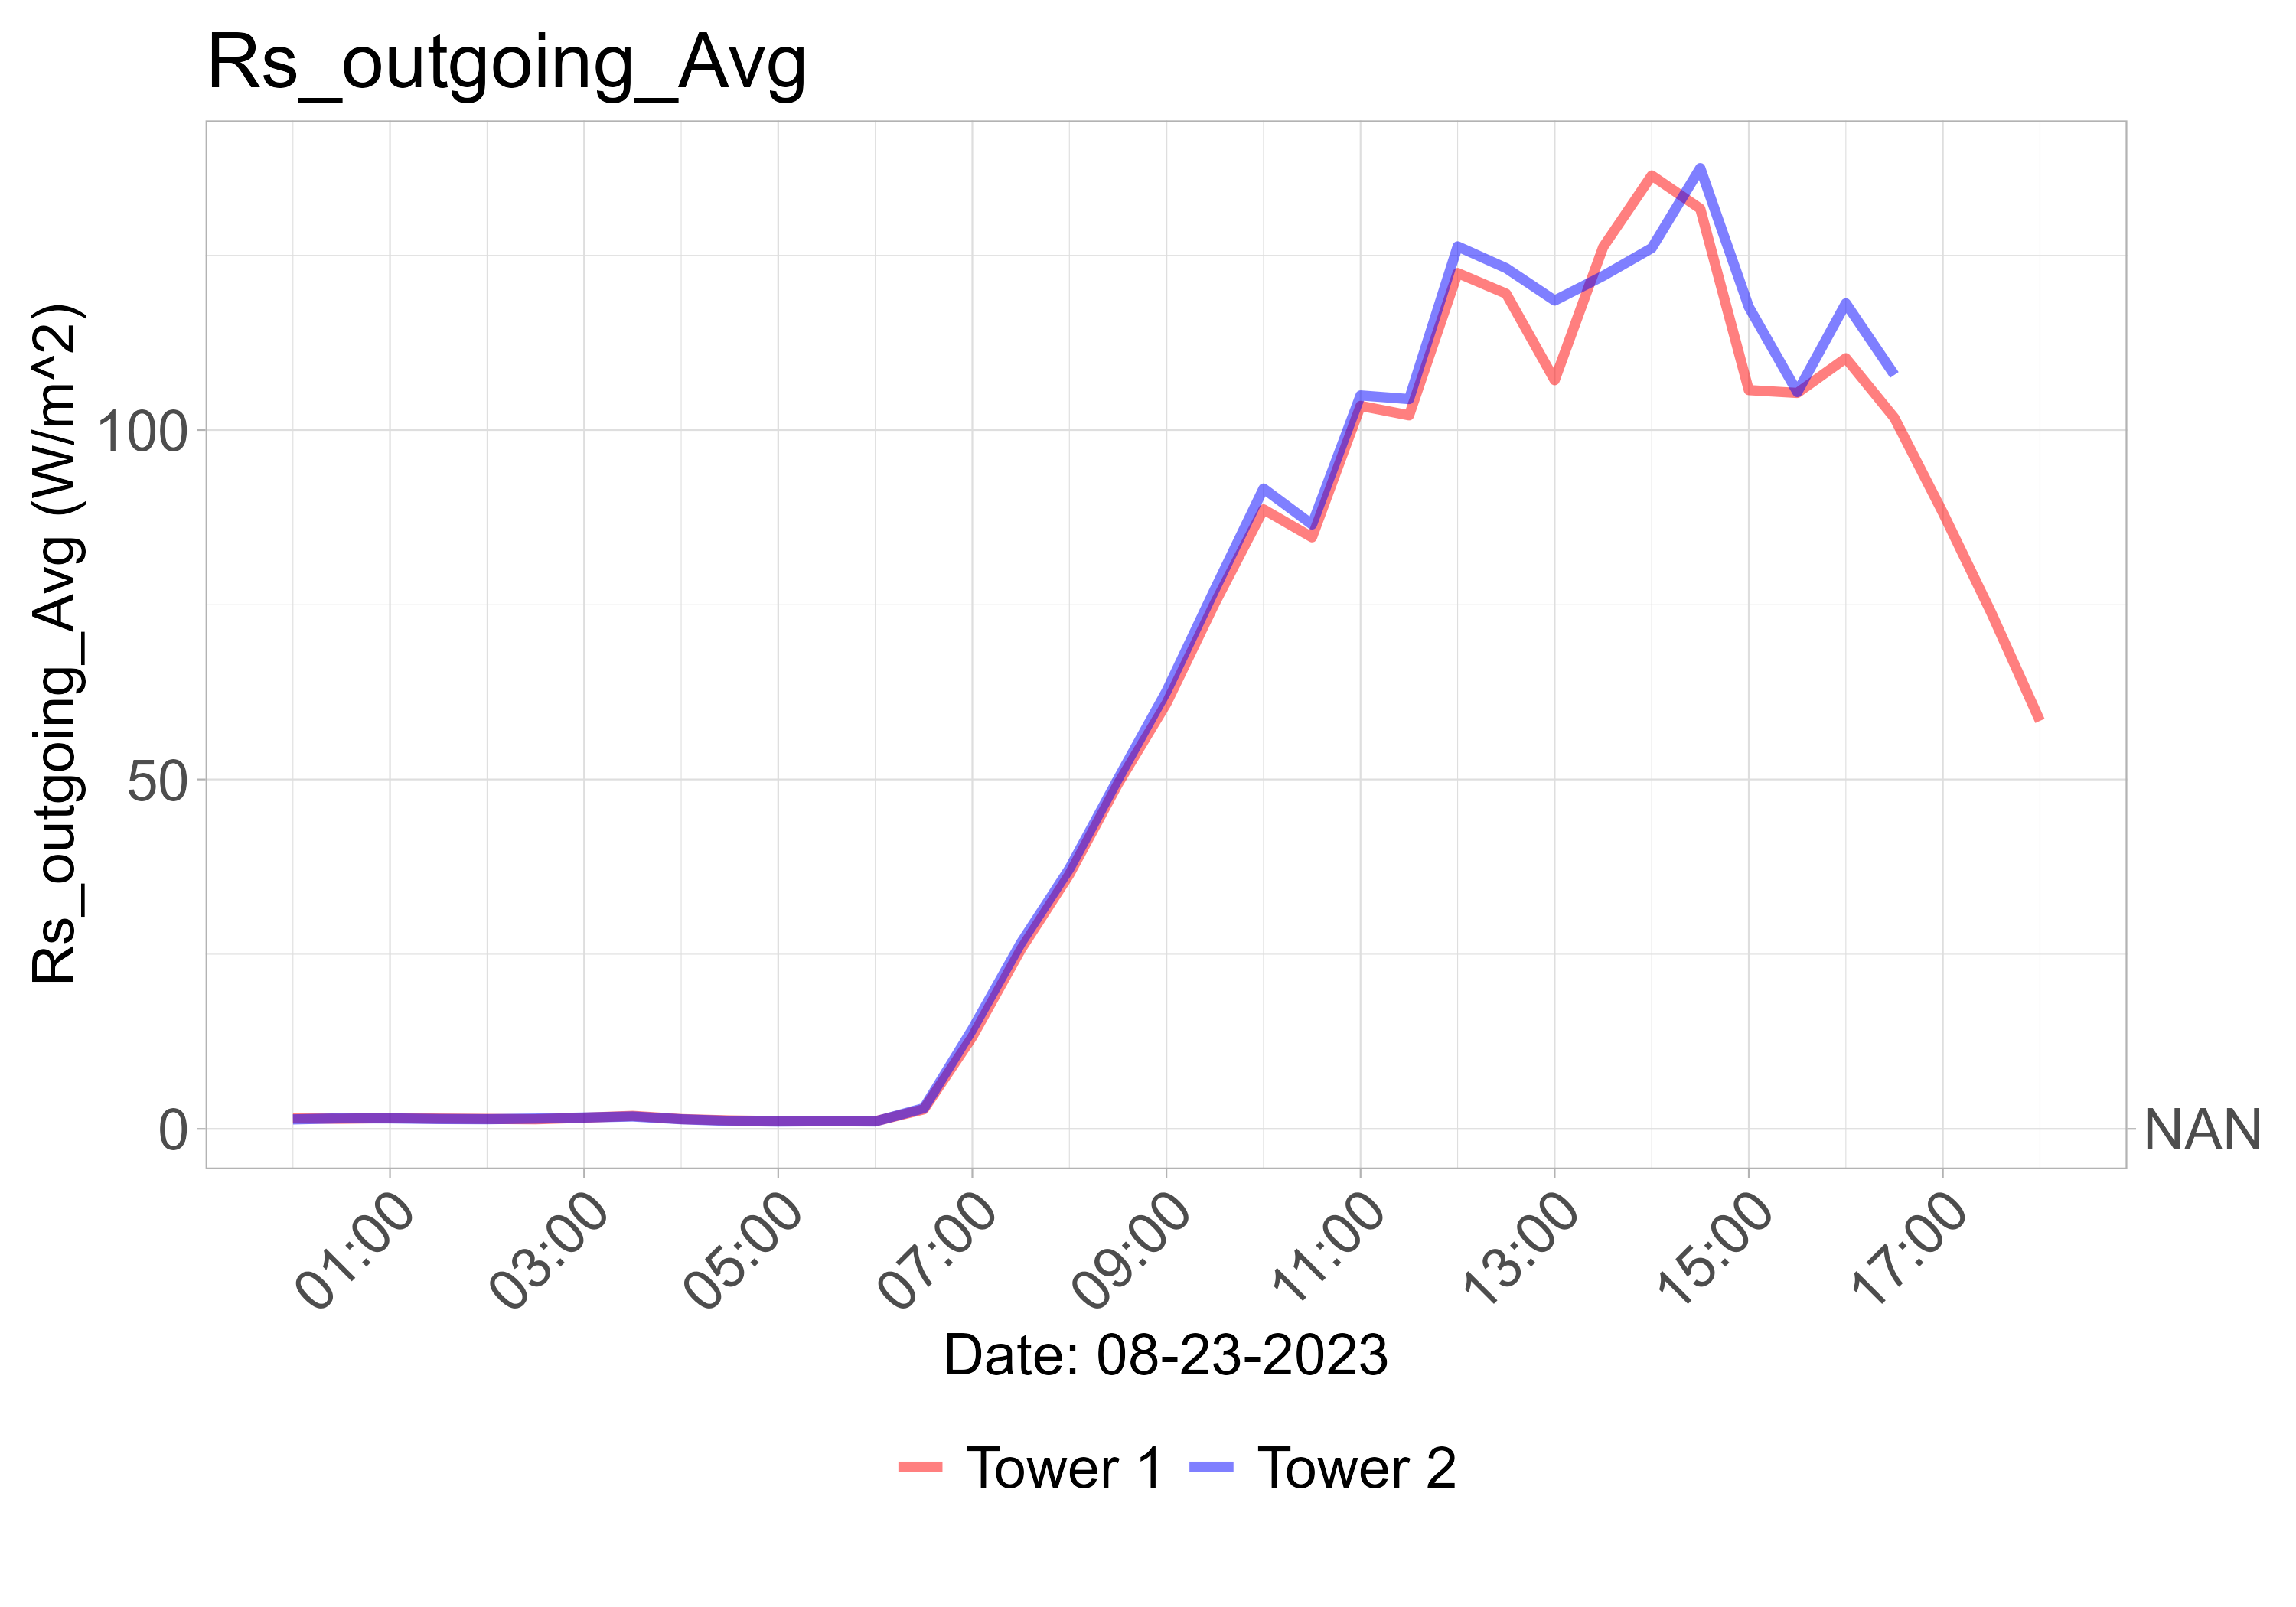 Rs_outgoing_Avg
Rs_outgoing_Avg (W/m^2)
100
50
0
NAN
01:00
03:00
05:00
07:00
09:00
11:00
13:00
15:00
17:00
Date: 08-23-2023
Tower 1
Tower 2